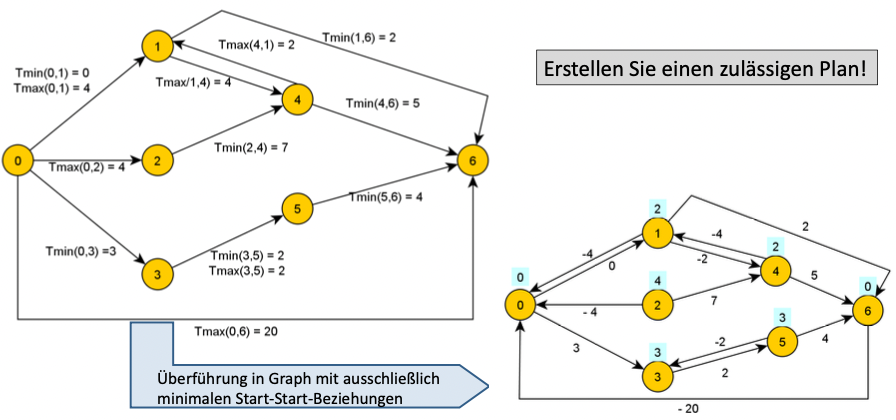 1
Tmax(4,1) = 2
Tmin(1,6) = 2
Tmin(0,1) = 0
Tmax(0,1) = 4
Tmax/1,4) = 4
4
Tmin(4,6) = 5
Erstellen Sie einen zulässigen Plan!
0
Tmax(0,2) = 4
2
Tmin(2,4) = 7
6
5
Tmin(5,6) = 4
Tmin(0,3) =3
3
Tmin(3,5) = 2
Tmax(3,5) = 2
Tmax(0,6) = 20
Überführung in Graph mit ausschließlich
minimalen Start-Start-Beziehungen
2
1
2
-4
0
-4
-2
2
4
5
0
0
4
2
- 4
7
0
6
3
3
3
-2
2
3
5
4
- 20